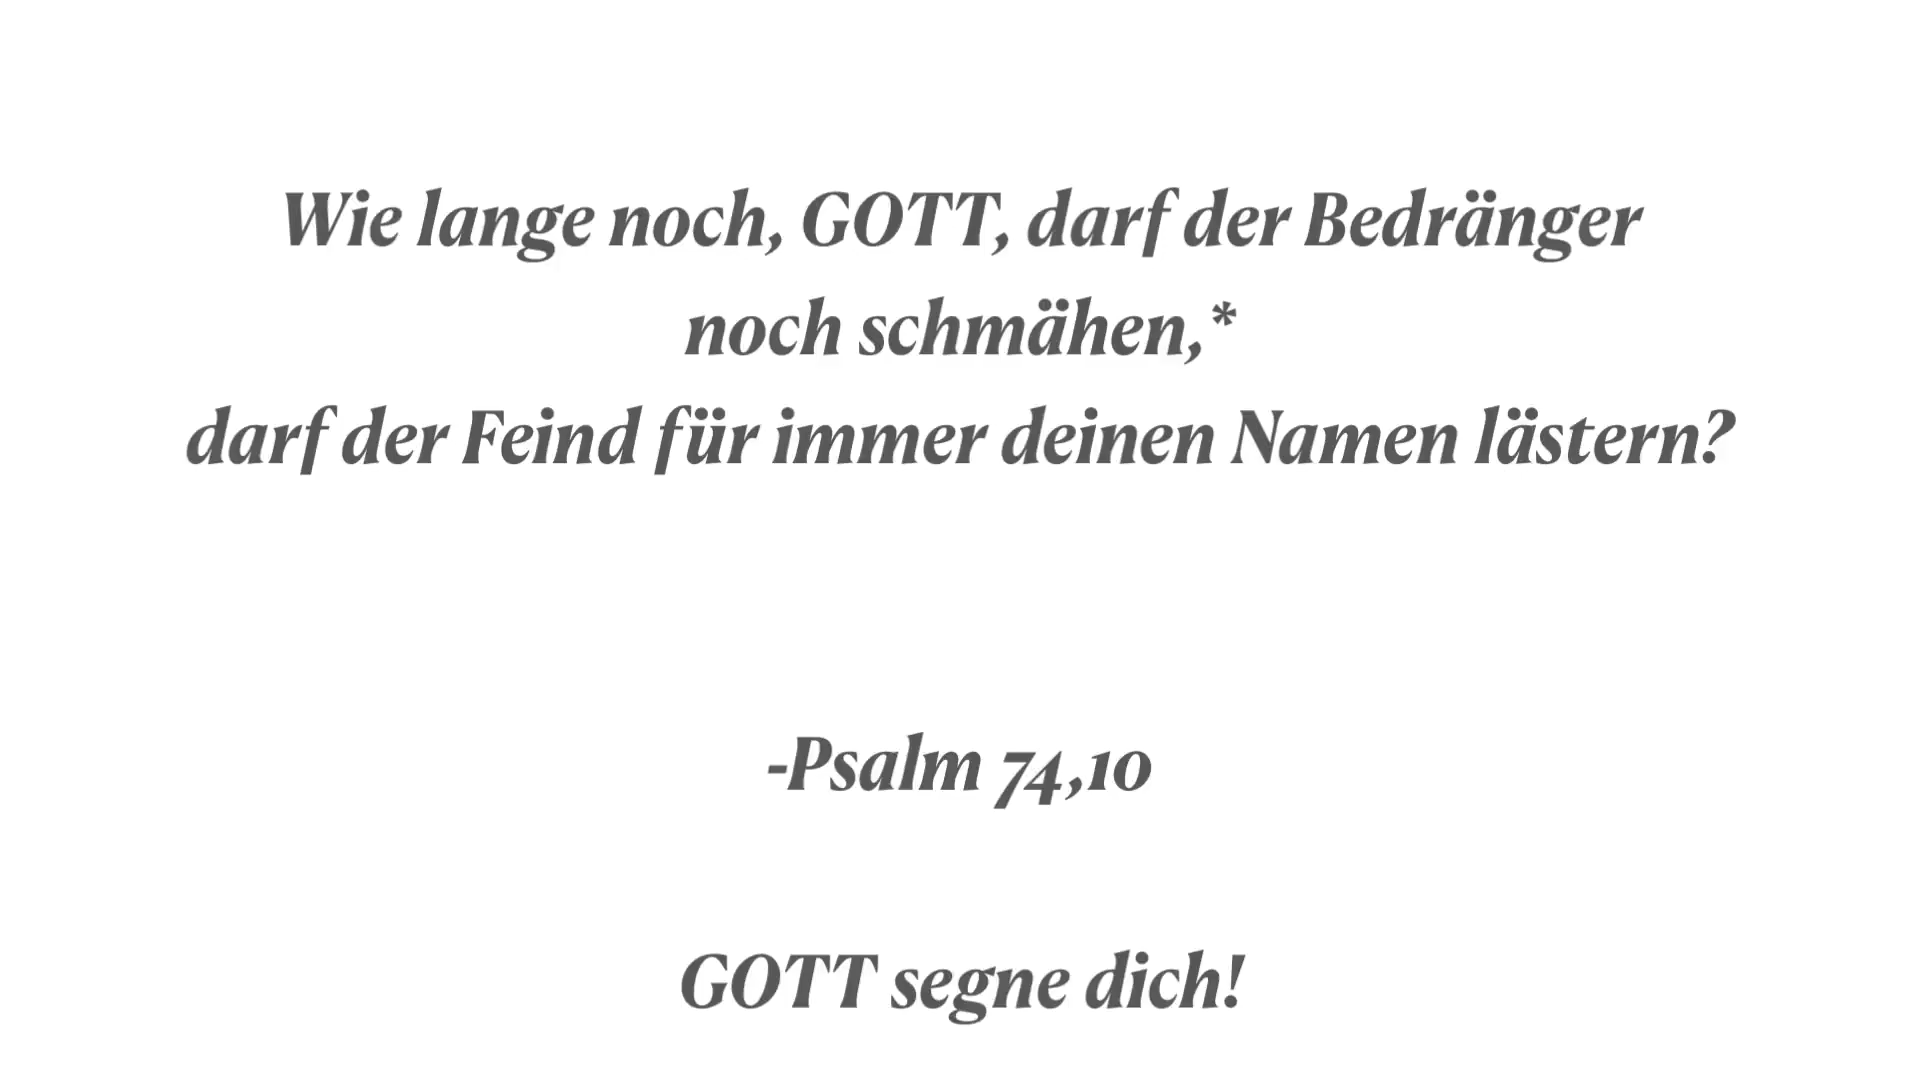 Wie lange noch, GOTT, darf der Bedränger
noch schmähen,*
darf der Feind für immer deinen Namen lästern?
-Psalm 74,10
GOTT segne dich!